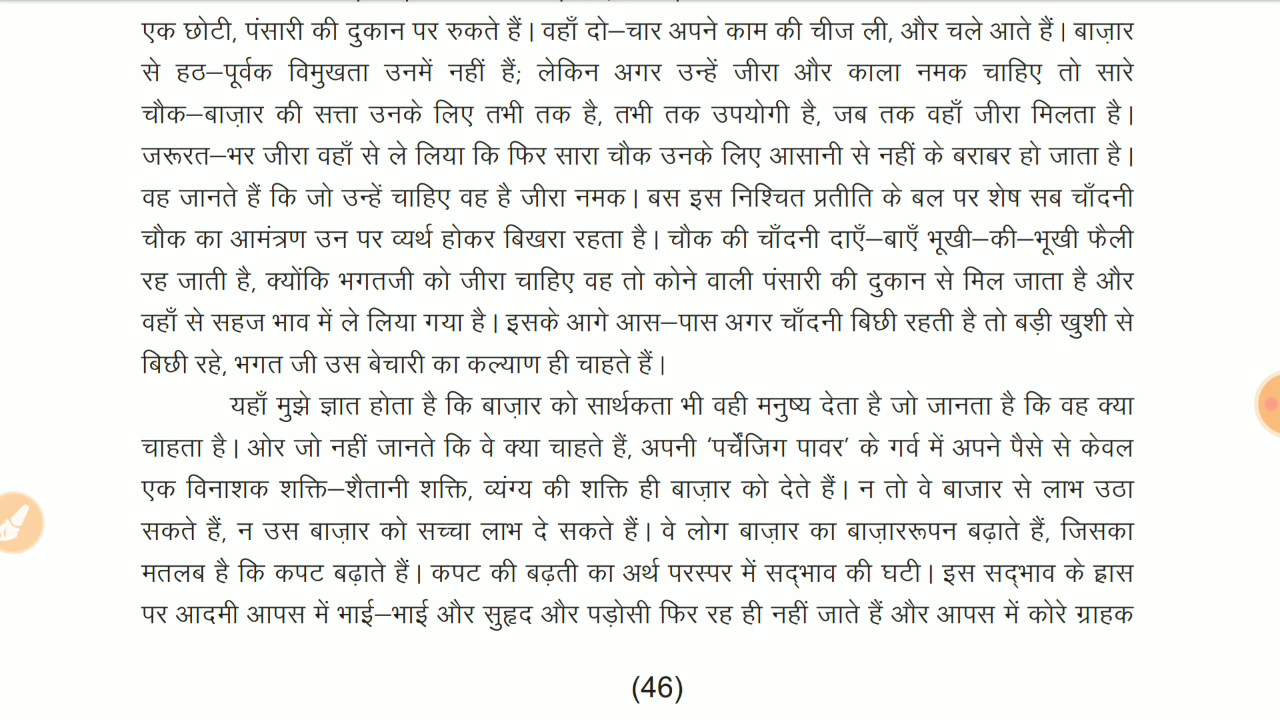 एक छोटी, पंसारी की दुकान पर रुकते हैं। वहाँ दो–चार अपने काम की चीज ली, और चले आते हैं। बाज़ार
से हठ–पूर्वक विमुखता उनमें नहीं हैं; लेकिन अगर उन्हें जीरा और काला नमक चाहिए तो सारे
चौक–बाज़ार की सत्ता उनके लिए तभी तक है, तभी तक उपयोगी है, जब तक वहाँ जीरा मिलता है।
जरूरत–भर जीरा वहाँ से ले लिया कि फिर सारा चौक उनके लिए आसानी से नहीं के बराबर हो जाता है।
वह जानते हैं कि जो उन्हें चाहिए वह है जीरा नमक। बस इस निश्चित प्रतीति के बल पर शेष सब चाँदनी
चौक का आमंत्रण उन पर व्यर्थ होकर बिखरा रहता है। चौक की चाँदनी दाएँ–बाएँ भूखी–की–भूखी फैली
रह जाती है, क्योंकि भगतजी को जीरा चाहिए वह तो कोने वाली पंसारी की दुकान से मिल जाता है और
वहाँ से सहज भाव में ले लिया गया है। इसके आगे आस–पास अगर चाँदनी बिछी रहती है तो बड़ी खुशी से
बिछी रहे, भगत जी उस बेचारी का कल्याण ही चाहते हैं।
यहाँ मुझे ज्ञात होता है कि बाज़ार को सार्थकता भी वही मनुष्य देता है जो जानता है कि वह क्या
चाहता है। ओर जो नहीं जानते कि वे क्या चाहते हैं, अपनी ‘पर्चेंजिग पावर’ के गर्व में अपने पैसे से केवल
एक विनाशक शक्ति–शैतानी शक्ति, व्यंग्य की शक्ति ही बाज़ार को देते हैं। न तो वे बाजार से लाभ उठा
सकते हैं, न उस बाज़ार को सच्चा लाभ दे सकते हैं। वे लोग बाज़ार का बाज़ाररूपन बढ़ाते हैं, जिसका
मतलब है कि कपट बढ़ाते हैं। कपट की बढ़ती का अर्थ परस्पर में सद्भाव की घटी। इस सद्भाव के ह्रास
पर आदमी आपस में भाई–भाई और सुहृद और पड़ोसी फिर रह ही नहीं जाते हैं और आपस में कोरे ग्राहक
(46)